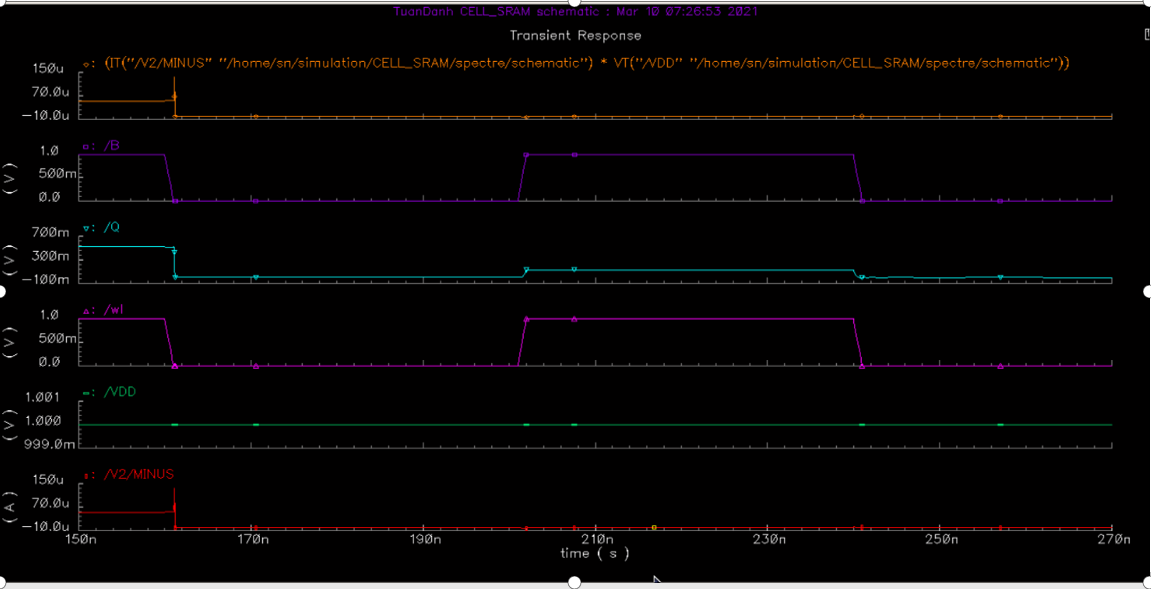 TuanDanh CELL_SRAM schematic : Mar 10 07:26:53 2021
Transient Response
◇: (IT("/V2/MINUS" "/home/sn/simulation/CELL_SRAM/spectre/schematic") * VT("/VDD" "/home/sn/simulation/CELL_SRAM/spectre/schematic"))
150u
70.0u
-10.0u
▫: /B
(V)
1.0
500m
0.0
▿: /Q
(V)
700m
300m
-100m
▵: /wl
(V)
1.0
500m
0.0
=: /VDD
(V)
1.001
1.000
999.0m
: /V2/MINUS
(A)
150u
70.0u
-10.0u
150n 170n 190n 210n 230n 250n 270n
time ( s )